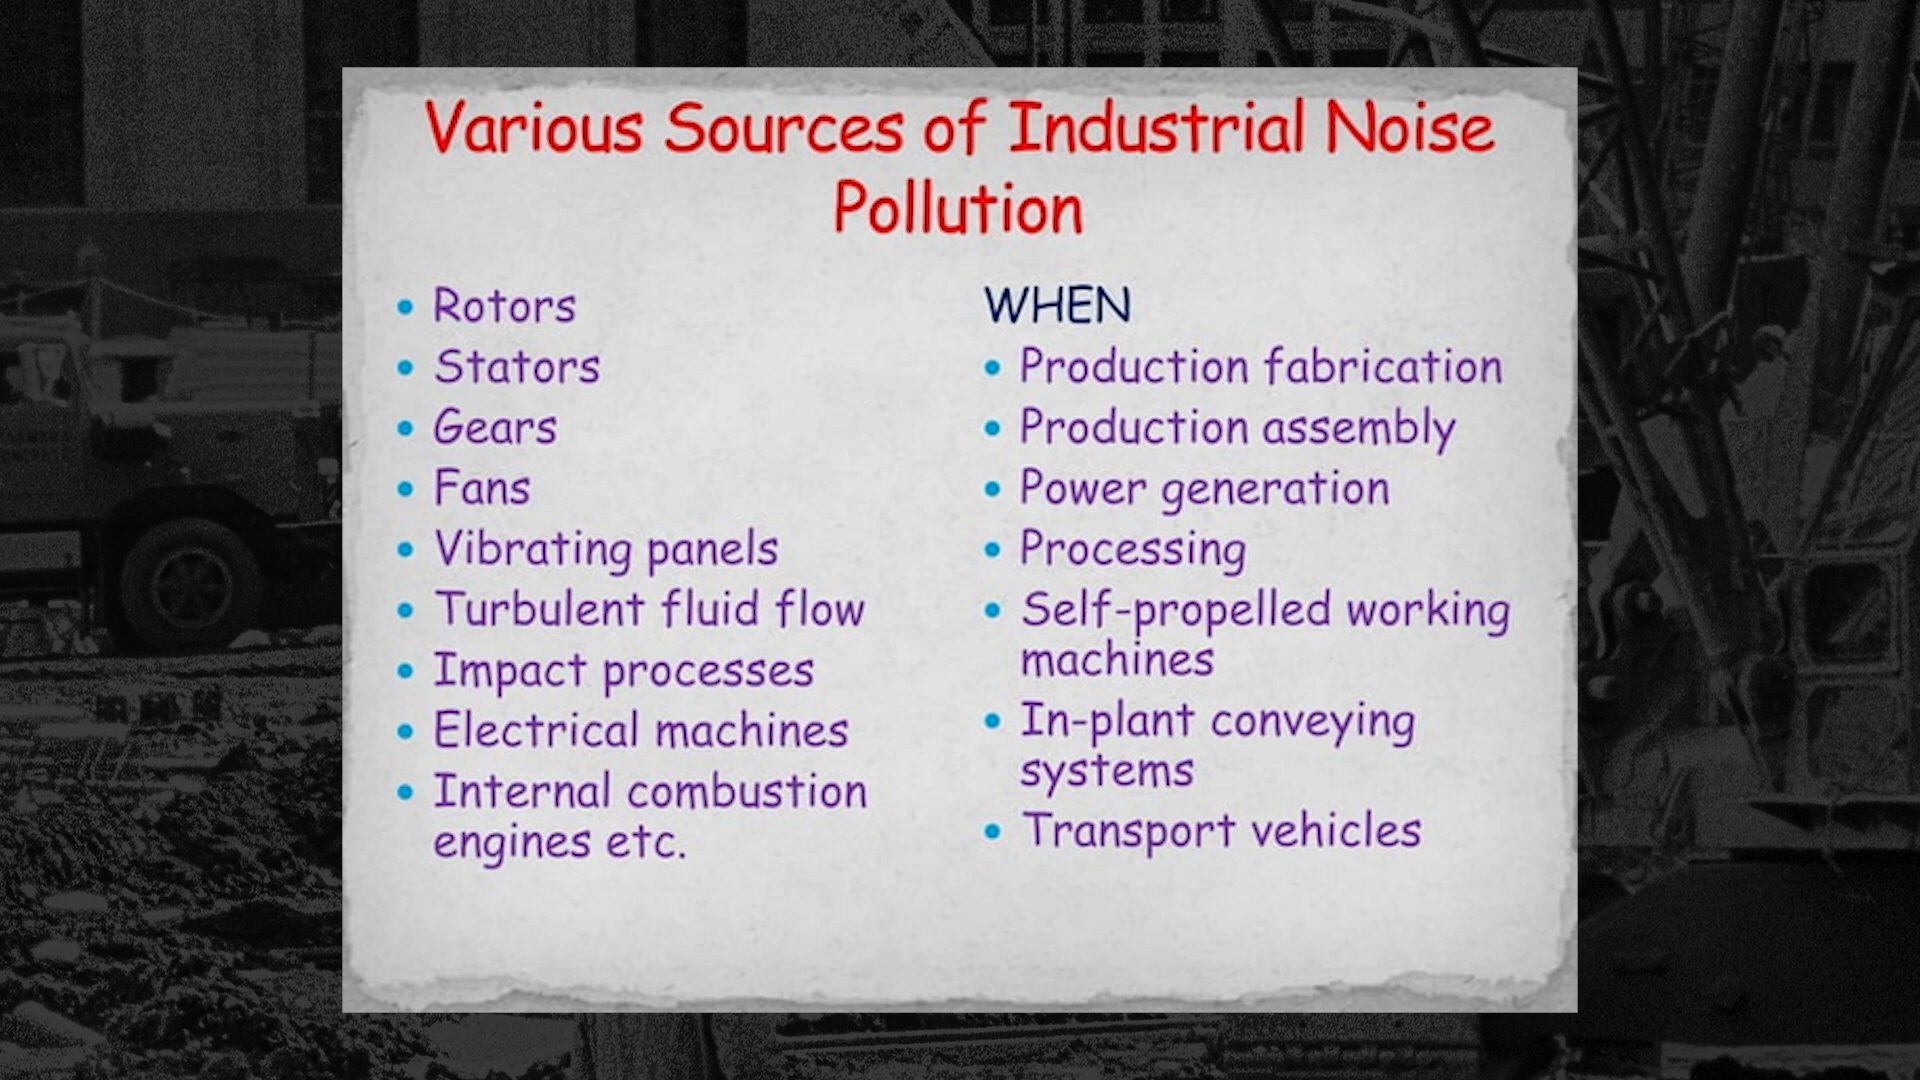 Various Sources of Industrial Noise
Pollution
• Rotors
• Stators
• Gears
• Fans
• Vibrating panels
• Turbulent fluid flow
• Impact processes
• Electrical machines
• Internal combustion
engines etc.
WHEN
• Production fabrication
• Production assembly
• Power generation
• Processing
• Self-propelled working
machines
• In-plant conveying
systems
• Transport vehicles